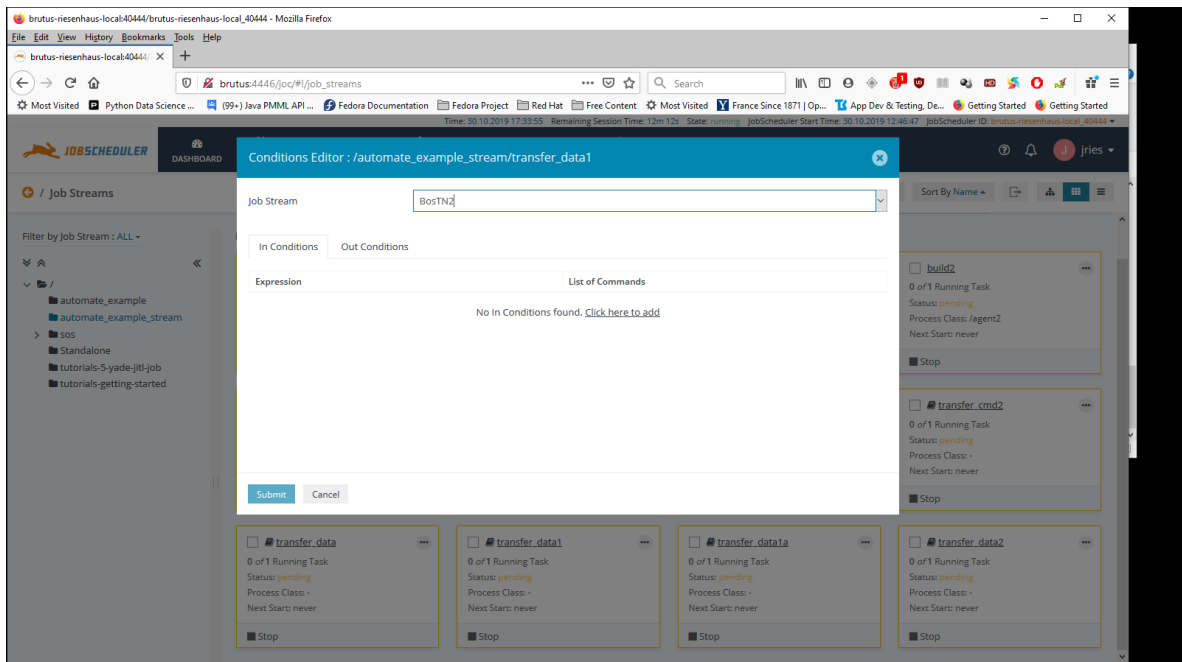 brutus-riesenhaus-local:40444/brutus-riesenhaus-local_40444 - Mozilla Firefox
File Edit View History Bookmarks Tools Help
brutus-riesenhaus-local:40444/
brutus:4446/joc/#!/job_streams
Search
Most Visited Python Data Science ... (99+) Java PMML API ... Fedora Documentation Fedora Project Red Hat Free Content Most Visited France Since 1871 | Op... App Dev & Testing, De... Getting Started Getting Started
Time: 30.10.2019 17:33:55 Remaining Session Time: 12m 12s State: running JobScheduler Start Time: 30.10.2019 12:46:47 JobScheduler ID: brutus-riesenhaus-local_40444
JOBSCHEDULER
DASHBOARD
J jries
Conditions Editor : /automate_example_stream/transfer_data1
/ Job Streams
Sort By Name
Job Stream
BosTN2
Filter by Job Stream : ALL
In Conditions Out Conditions
Expression
List of Commands
No In Conditions found. Click here to add
/
automate_example
automate_example_stream
sos
Standalone
tutorials-5-yade-jitl-job
tutorials-getting-started
build2
0 of 1 Running Task
Status: pending
Process Class: /agent2
Next Start: never
Stop
transfer_cmd2
0 of 1 Running Task
Status: pending
Process Class: -
Next Start: never
Stop
Submit Cancel
transfer_data
0 of 1 Running Task
Status: pending
Process Class: -
Next Start: never
Stop
transfer_data1
0 of 1 Running Task
Status: pending
Process Class: -
Next Start: never
Stop
transfer_data1a
0 of 1 Running Task
Status: pending
Process Class: -
Next Start: never
Stop
transfer_data2
0 of 1 Running Task
Status: pending
Process Class: -
Next Start: never
Stop